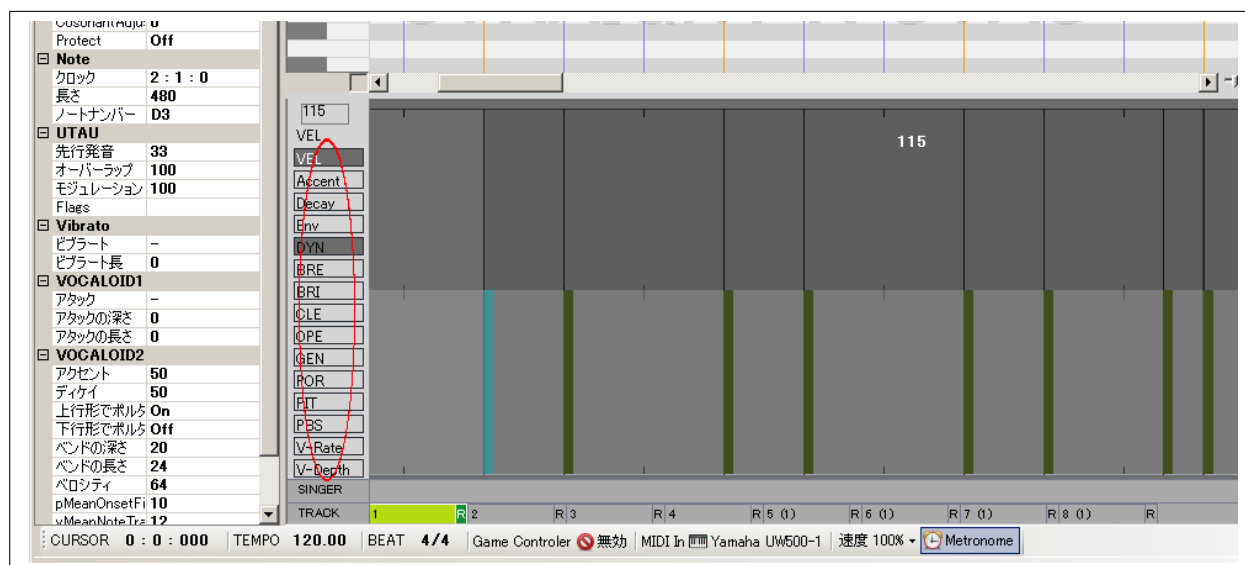 Protect Off
Note
クロック 2 : 1 : 0
長さ 480
ノートナンバー D3
UTAU
先行発音 33
オーバーラップ 100
モジュレーション 100
Flags
Vibrato
ビブラート -
ビブラート長 0
VOCALOID1
アタック -
アタックの深さ 0
アタックの長さ 0
VOCALOID2
アクセント 50
ディケイ 50
上行形でポルタ On
下行形でポルタ Off
ベンドの深さ 20
ベンドの長さ 24
ベロシティ 64
pMeanOnsetFi 10
vMeanNoteTra 12
115
VEL
VEL
Accent
Decay
Env
DYN
BRE
BRI
CLE
OPE
GEN
POR
PIT
PBS
V-Rate
V-Depth
SINGER
TRACK 1 R 2 R 3 R 4 R 5 (1) R 6 (1) R 7 (1) R 8 (1) R
115
CURSOR 0 : 0 : 000 TEMPO 120.00 BEAT 4/4 Game Controler 無効 MIDI In Yamaha UW500-1 速度 100% Metronome